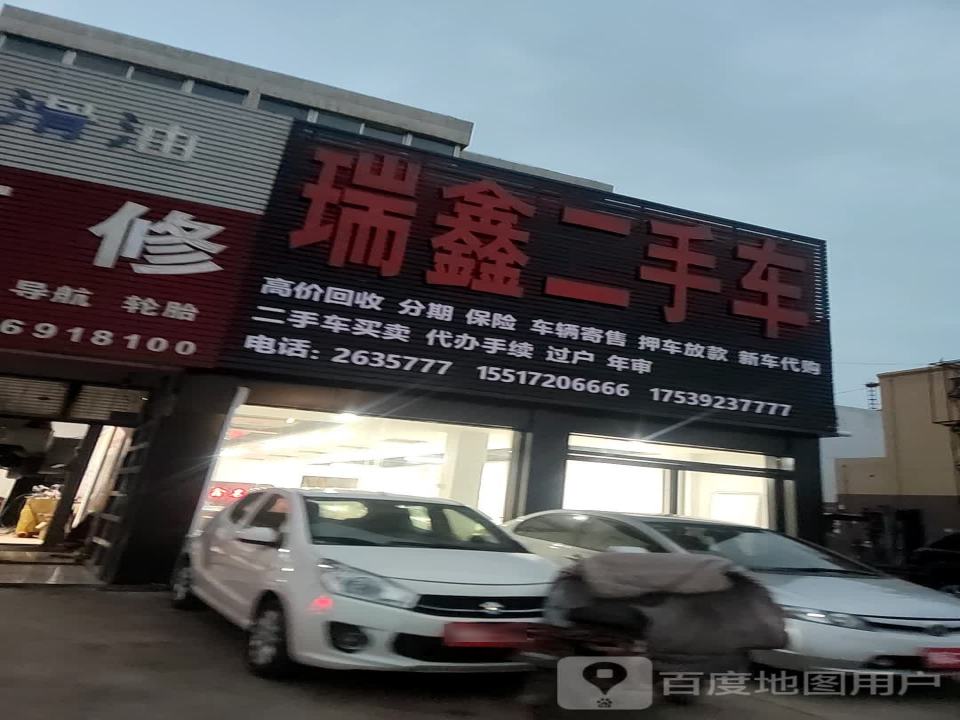 滑油
修
导航 轮胎
6918100
瑞鑫二手车
高价回收 分期 保险 车辆寄售 押车放款 新车代购
二手车买卖 代办手续 过户 年审
电话: 2635777 15517206666 17539237777
百度地图用户